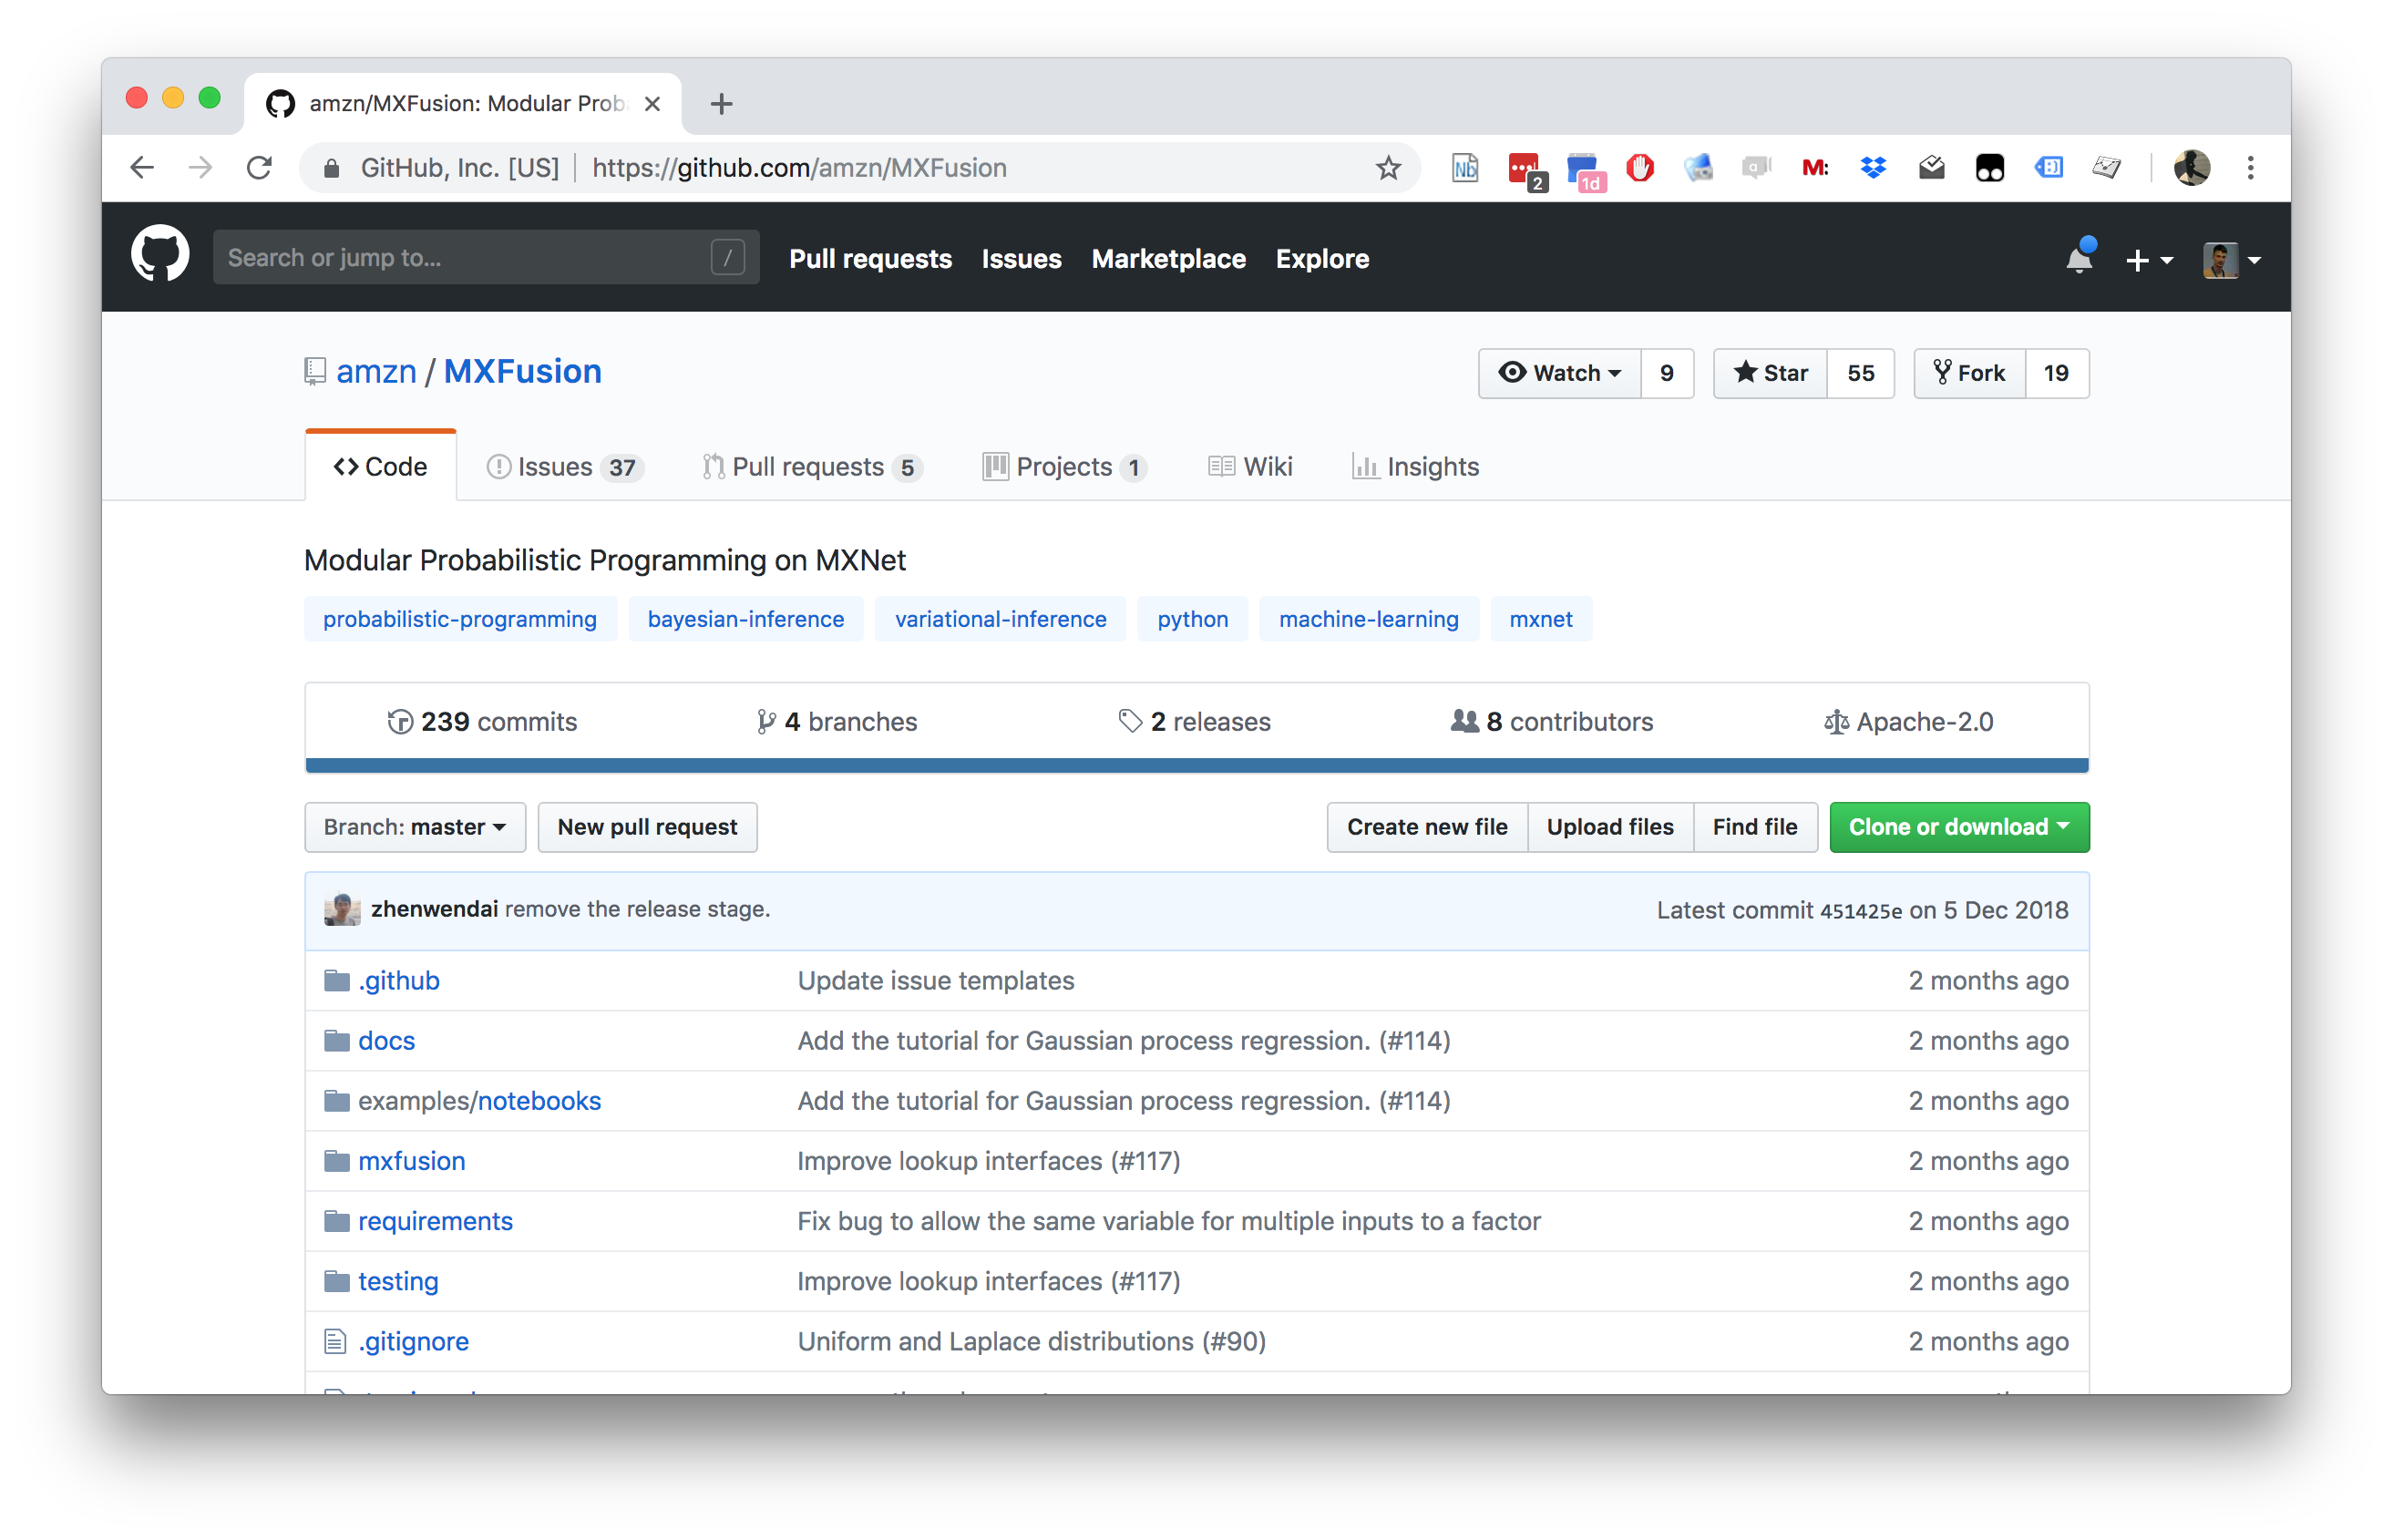 amzn/MXFusion: Modular Prob
GitHub, Inc. [US] https://github.com/amzn/MXFusion
Nb 2 1d M:
Search or jump to... / Pull requests Issues Marketplace Explore
amzn / MXFusion Watch 9 Star 55 Fork 19
Code Issues 37 Pull requests 5 Projects 1 Wiki Insights
Modular Probabilistic Programming on MXNet
probabilistic-programming bayesian-inference variational-inference python machine-learning mxnet
239 commits 4 branches 2 releases 8 contributors Apache-2.0
Branch: master New pull request Create new file Upload files Find file Clone or download
zhenwendai remove the release stage. Latest commit 451425e on 5 Dec 2018
.github Update issue templates 2 months ago
docs Add the tutorial for Gaussian process regression. (#114) 2 months ago
examples/notebooks Add the tutorial for Gaussian process regression. (#114) 2 months ago
mxfusion Improve lookup interfaces (#117) 2 months ago
requirements Fix bug to allow the same variable for multiple inputs to a factor 2 months ago
testing Improve lookup interfaces (#117) 2 months ago
.gitignore Uniform and Laplace distributions (#90) 2 months ago